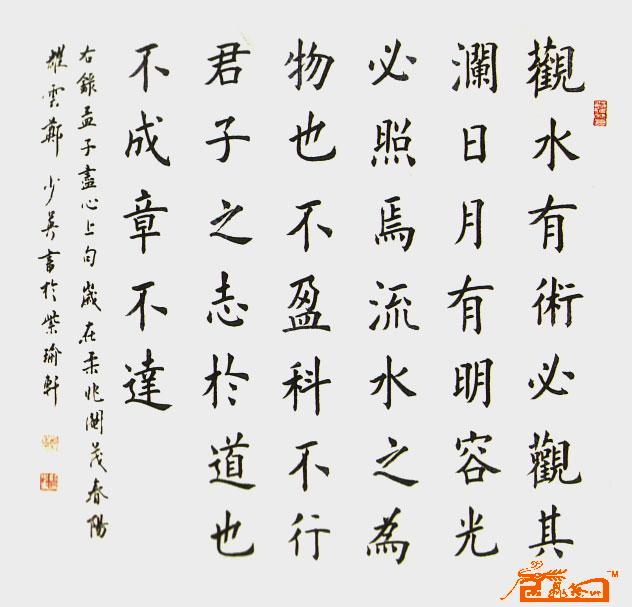 觀水有術必觀其
瀾日月有明容光
必照焉流水之為
物也不盈科不行
君子之志於道也
不成章不達
右錄孟子盡心上句歲在柔兆閹茂春陽
雲鄭少英書於紫瑜軒